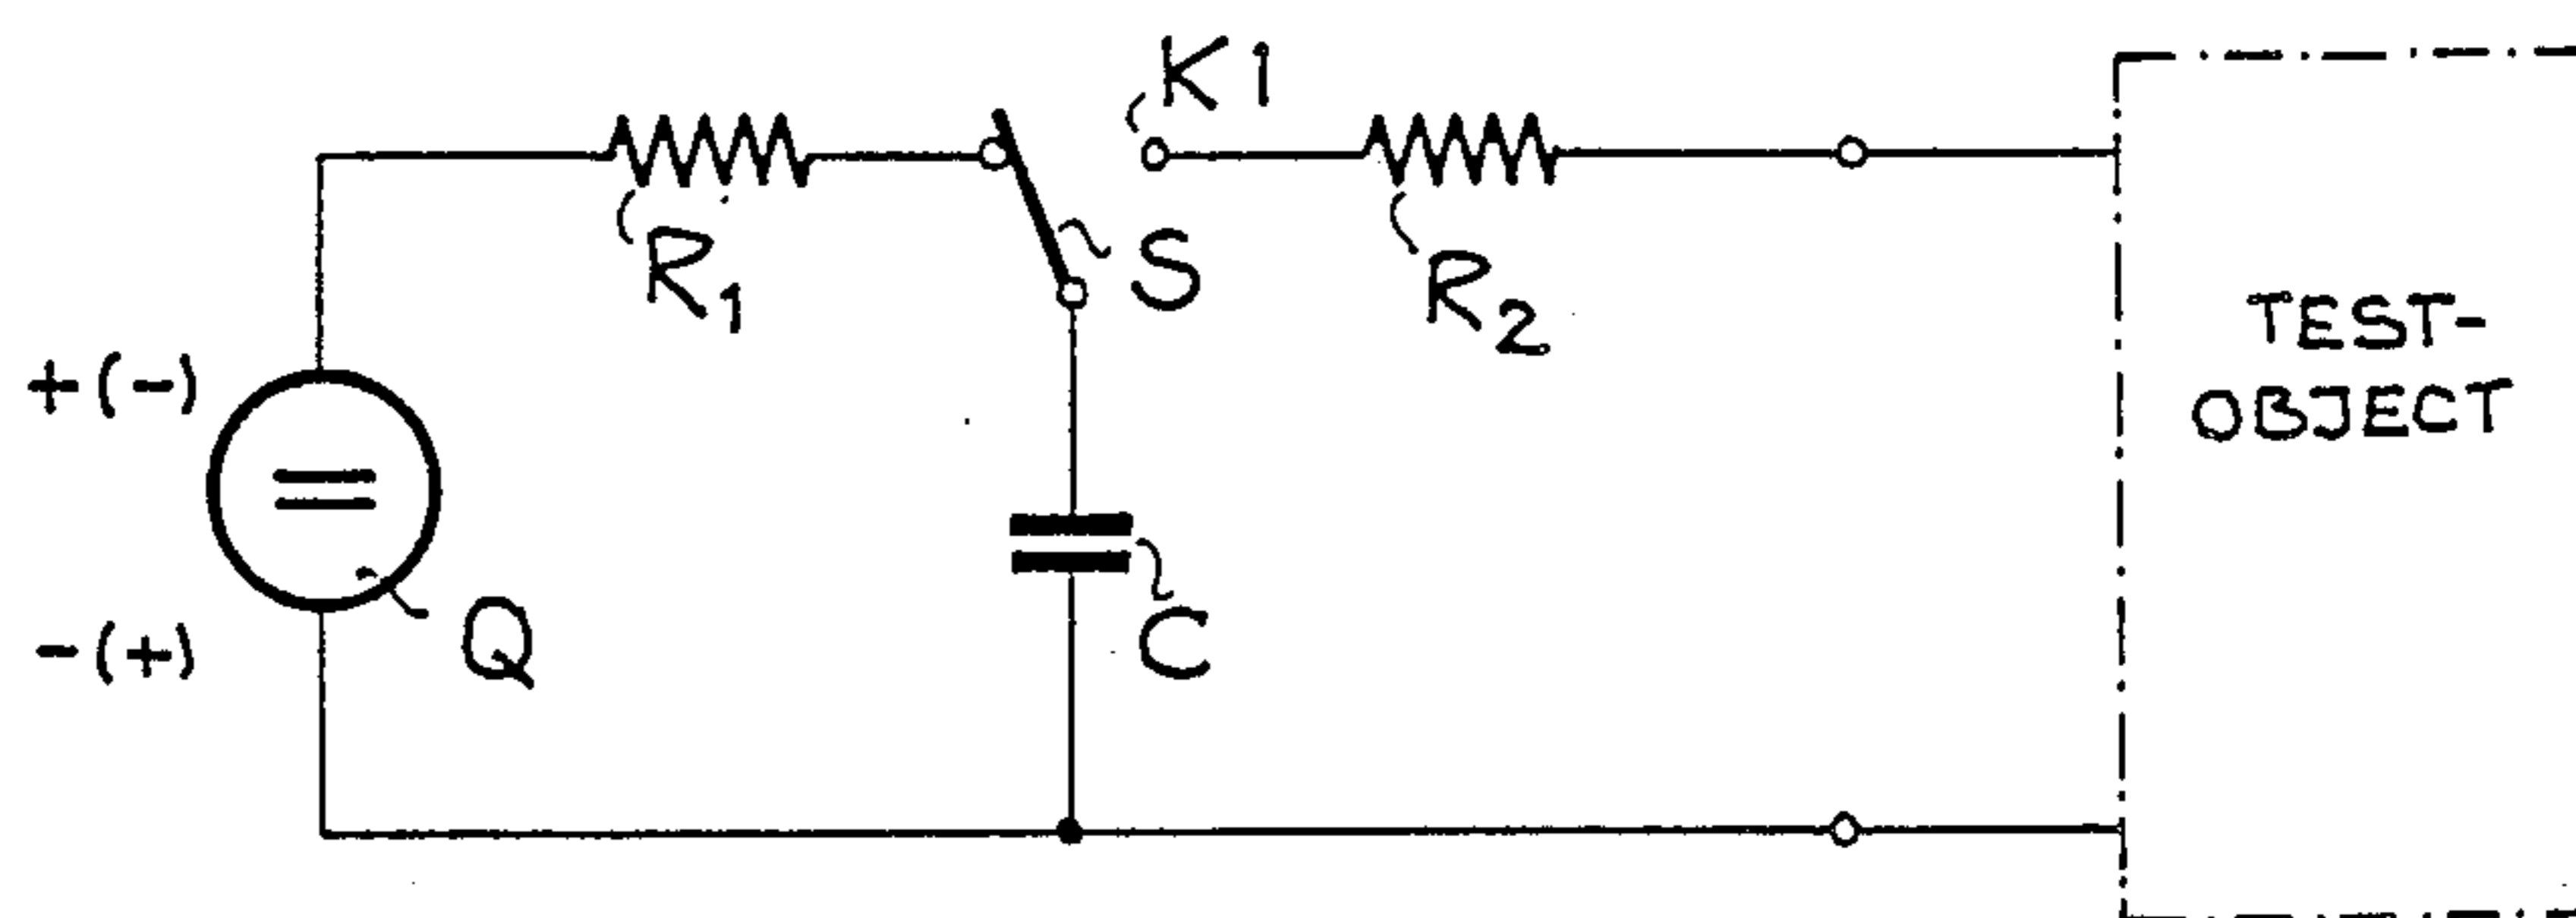 K1
R1
S
R2
TEST-
OBJECT
+(-)
Q
-(+)
C